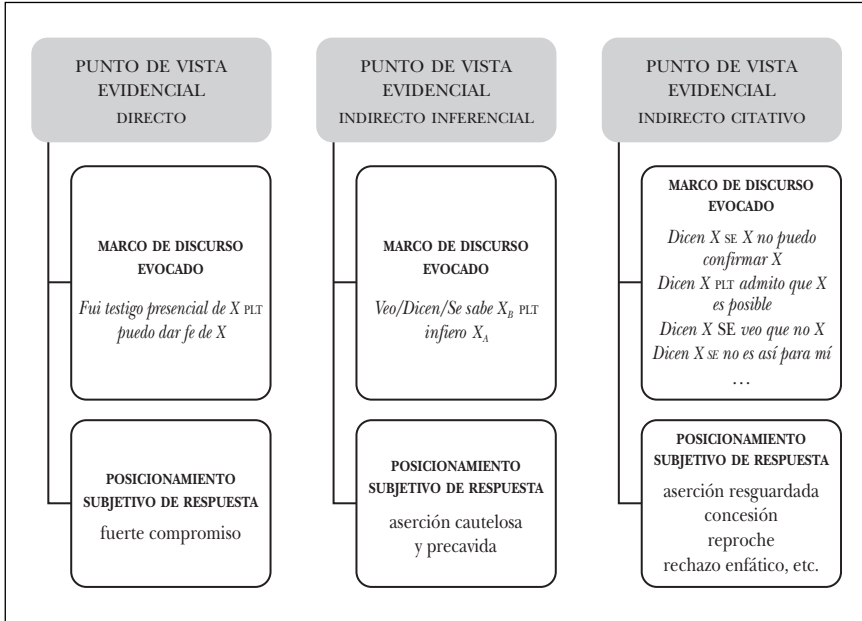 PUNTO DE VISTA
EVIDENCIAL
DIRECTO
MARCO DE DISCURSO
EVOCADO
Fui testigo presencial de X PLT
puedo dar fe de X
POSICIONAMIENTO
SUBJETIVO DE RESPUESTA
fuerte compromiso
PUNTO DE VISTA
EVIDENCIAL
INDIRECTO INFERENCIAL
MARCO DE DISCURSO
EVOCADO
Veo/Dicen/Se sabe X_B PLT
infiero X_A
POSICIONAMIENTO
SUBJETIVO DE RESPUESTA
aserción cautelosa
y precavida
PUNTO DE VISTA
EVIDENCIAL
INDIRECTO CITATIVO
MARCO DE DISCURSO
EVOCADO
Dicen X SE X no puedo
confirmar X
Dicen X PLT admito que X
es posible
Dicen X SE veo que no X
Dicen X SE no es así para mí
…
POSICIONAMIENTO
SUBJETIVO DE RESPUESTA
aserción resguardada
concesión
reproche
rechazo enfático, etc.